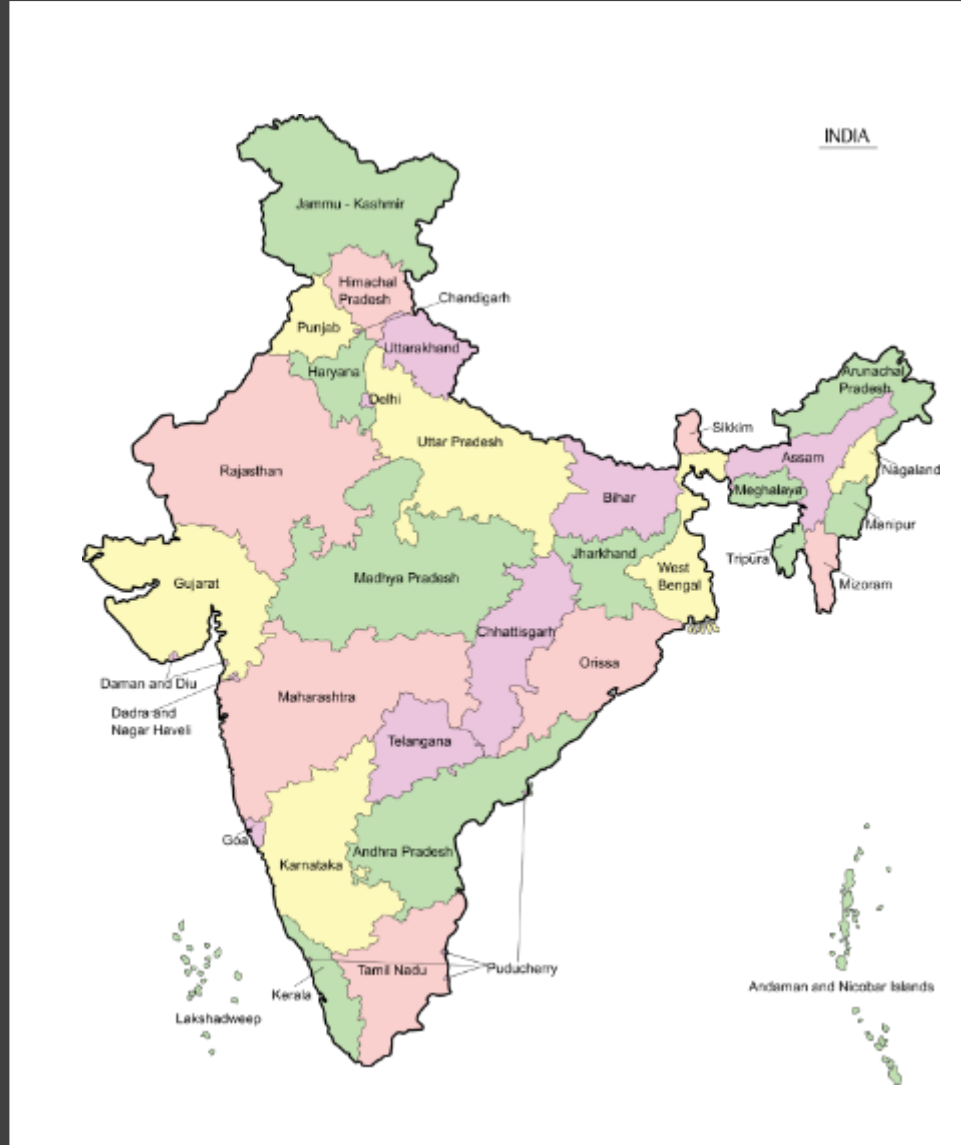 INDIA
Jammu - Kashmir
Himachal
Pradesh
Chandigarh
Punjab
Uttarakhand
Haryana
Arunachal
Pradesh
Delhi
Sikkim
Uttar Pradesh
Assam
Rajasthan
Nagaland
Meghalaya
Bihar
Manipur
Jharkhand
Tripura
West
Bengal
Madhya Pradesh
Gujarat
Mizoram
Chhattisgarh
Orissa
Daman and Diu
Maharashtra
Dadra and
Nagar Haveli
Telangana
Goa
Andhra Pradesh
Karnataka
Tamil Nadu
Puducherry
Andaman and Nicobar Islands
Kerala
Lakshadweep